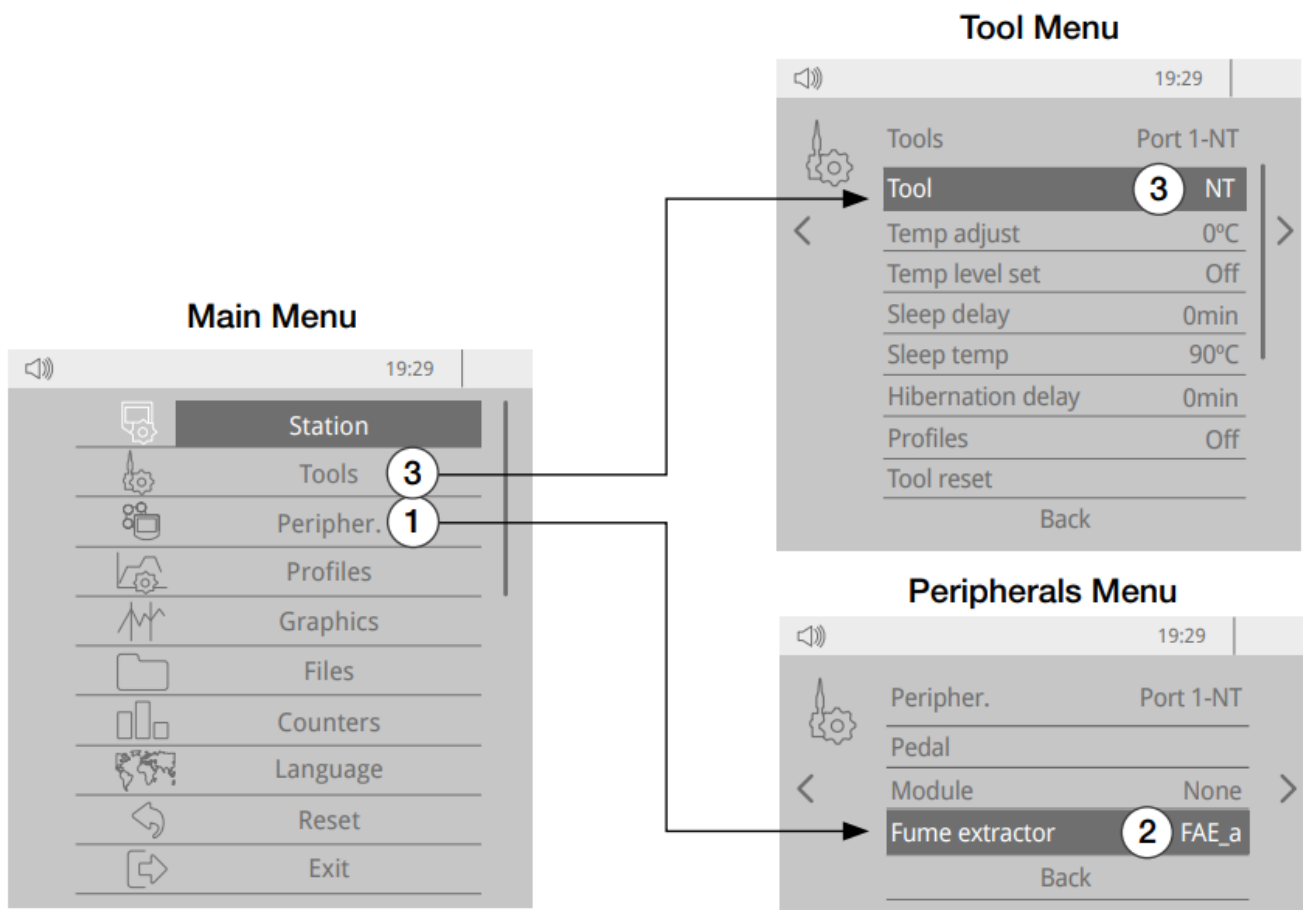 Tool Menu
19:29
Tools Port 1-NT
Tool 3 NT
Temp adjust 0ºC
Temp level set Off
Sleep delay 0min
Sleep temp 90ºC
Hibernation delay 0min
Profiles Off
Tool reset
Back
Main Menu
19:29
Station
Tools 3
Peripher. 1
Profiles
Graphics
Files
Counters
Language
Reset
Exit
Peripherals Menu
19:29
Peripher. Port 1-NT
Pedal
Module None
Fume extractor 2 FAE_a
Back